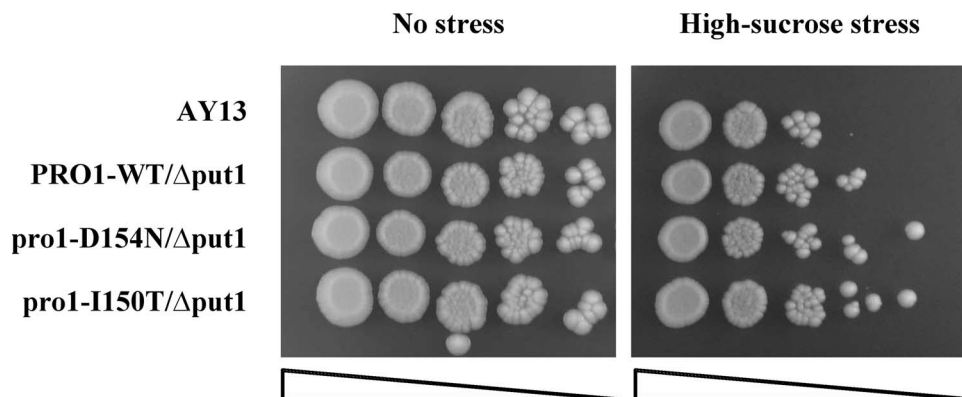 No stress
High-sucrose stress
AY13
PRO1-WT/Δput1
pro1-D154N/Δput1
pro1-I150T/Δput1